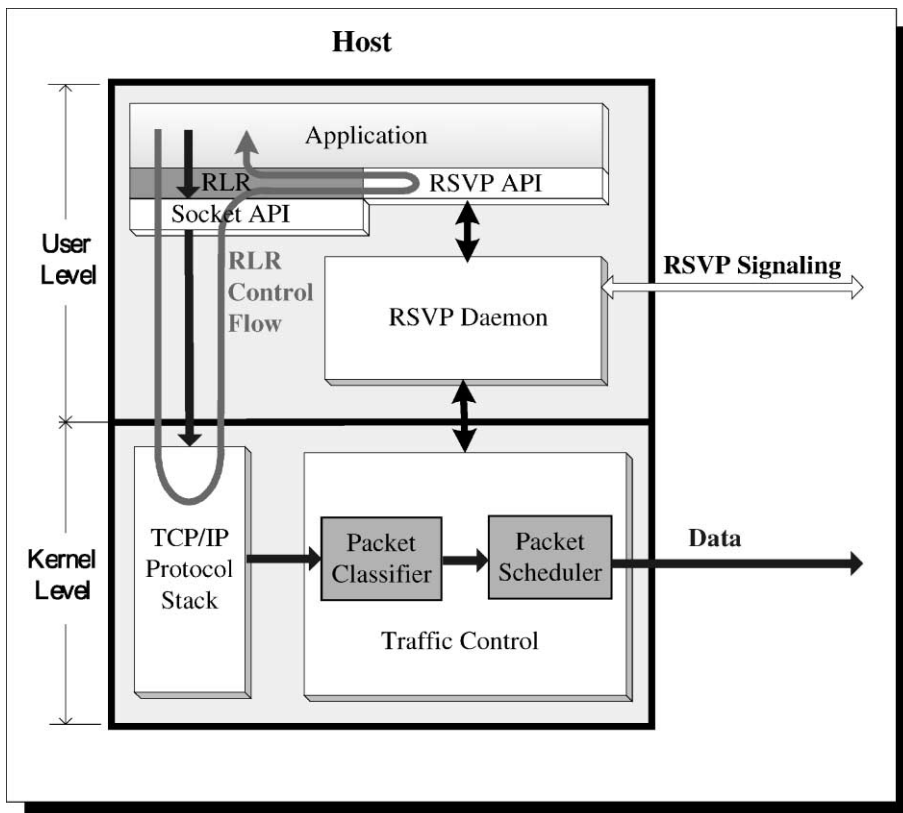 Host
Application
RLR
RSVP API
Socket API
User
Level
RLR
Control
Flow
RSVP Signaling
RSVP Daemon
Kernel
Level
TCP/IP
Protocol
Stack
Packet
Classifier
Packet
Scheduler
Data
Traffic Control